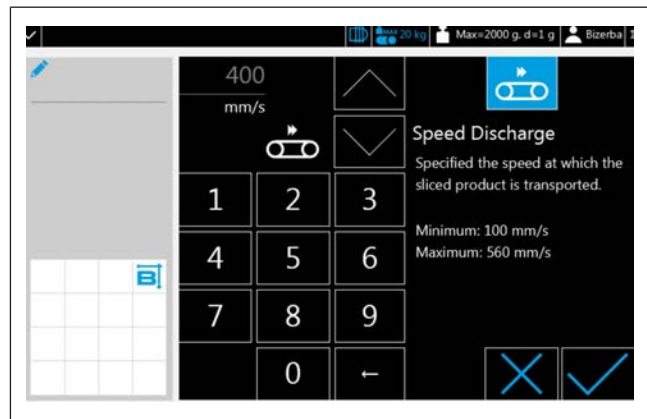 20 kg
Max=2000 g. d=1 g
Bizerba
400
mm/s
Speed Discharge
Specified the speed at which the
sliced product is transported.
Minimum: 100 mm/s
Maximum: 560 mm/s
1 2 3
4 5 6
7 8 9
0 ←
B